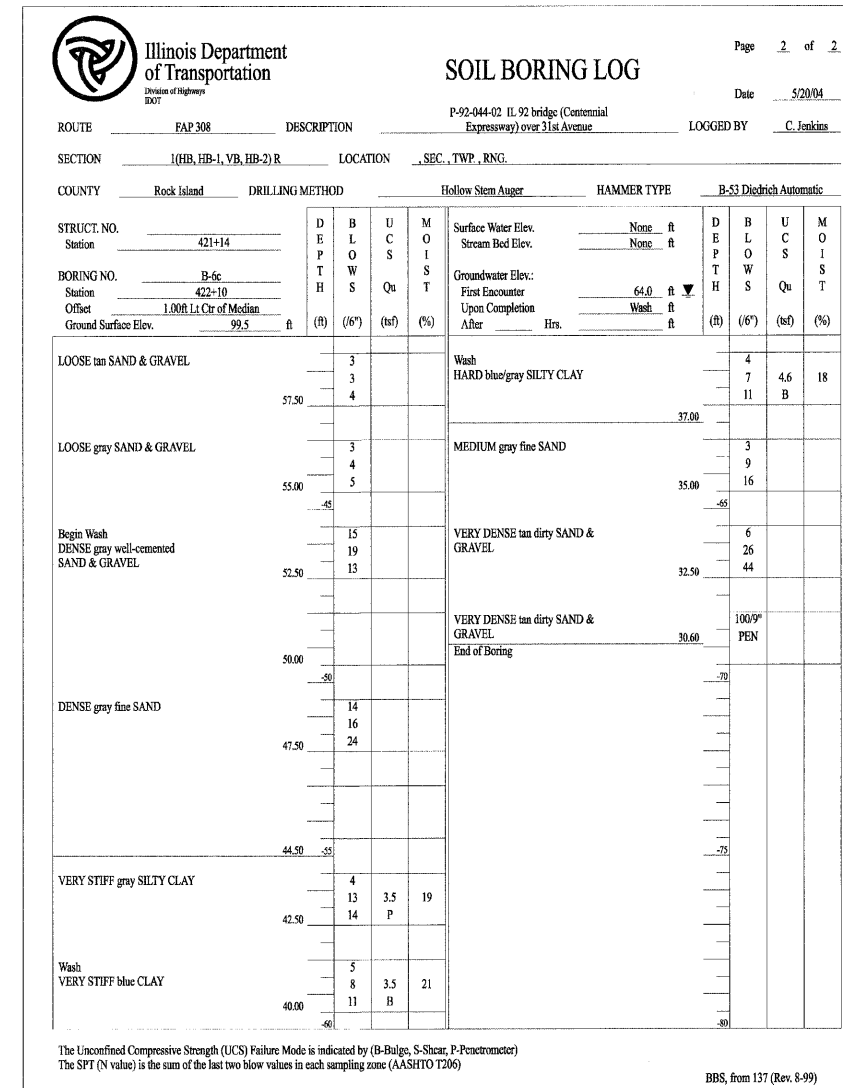 Illinois Department
of Transportation
Division of Highways
IDOT
SOIL BORING LOG
Page 2 of 2
Date 5/20/04
ROUTE FAP 308 DESCRIPTION P-92-044-02 IL 92 bridge (Centennial
Expressway) over 31st Avenue LOGGED BY C. Jenkins
SECTION 1(HB, HB-1, VB, HB-2) R LOCATION , SEC. , TWP. , RNG.
COUNTY Rock Island DRILLING METHOD Hollow Stem Auger HAMMER TYPE B-53 Diedrich Automatic
STRUCT. NO.
Station 421+14
BORING NO. B-6c
Station 422+10
Offset 1.00ft Lt Ctr of Median
Ground Surface Elev. 99.5 ft
DEPTH (ft)
BLOWS (/6")
UCS Qu (tsf)
MOIST (%)
Surface Water Elev. None ft
Stream Bed Elev. None ft
Groundwater Elev.:
First Encounter 64.0 ft ▼
Upon Completion Wash ft
After Hrs. ft
DEPTH (ft)
BLOWS (/6")
UCS Qu (tsf)
MOIST (%)
LOOSE tan SAND & GRAVEL 3
3
57.50 4
LOOSE gray SAND & GRAVEL 3
4
55.00 5
-45
Begin Wash 15
DENSE gray well-cemented 19
SAND & GRAVEL 13
52.50
50.00
-50
DENSE gray fine SAND 14
16
47.50 24
44.50 -55
VERY STIFF gray SILTY CLAY 4
13 3.5 19
42.50 14 P
Wash 5
VERY STIFF blue CLAY 8 3.5 21
40.00 11 B
-60
Wash 4
HARD blue/gray SILTY CLAY 7 4.6 18
11 B
37.00
MEDIUM gray fine SAND 3
9
35.00 16
-65
VERY DENSE tan dirty SAND & 6
GRAVEL 26
32.50 44
VERY DENSE tan dirty SAND & 100/9"
GRAVEL 30.60 PEN
End of Boring
-70
-75
-80
The Unconfined Compressive Strength (UCS) Failure Mode is indicated by (B-Bulge, S-Shear, P-Penetrometer)
The SPT (N value) is the sum of the last two blow values in each sampling zone (AASHTO T206)
BBS, from 137 (Rev. 8-99)